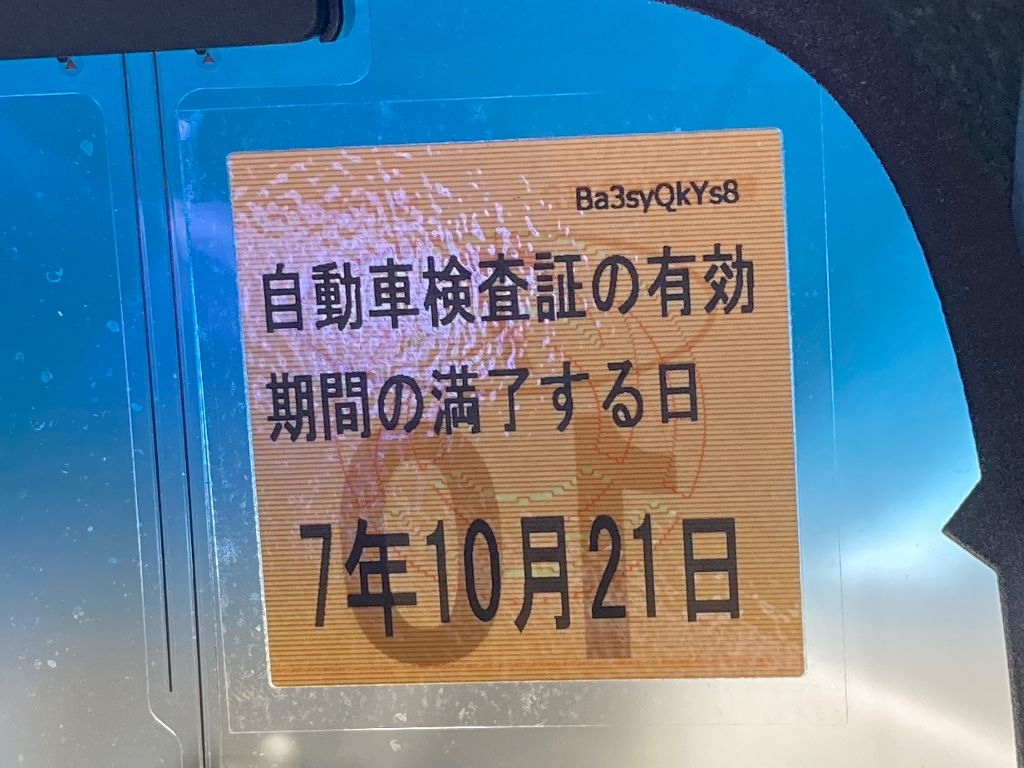 Ba3syQkYs8
自動車検査証の有効
期間の満了する日
7年10月21日